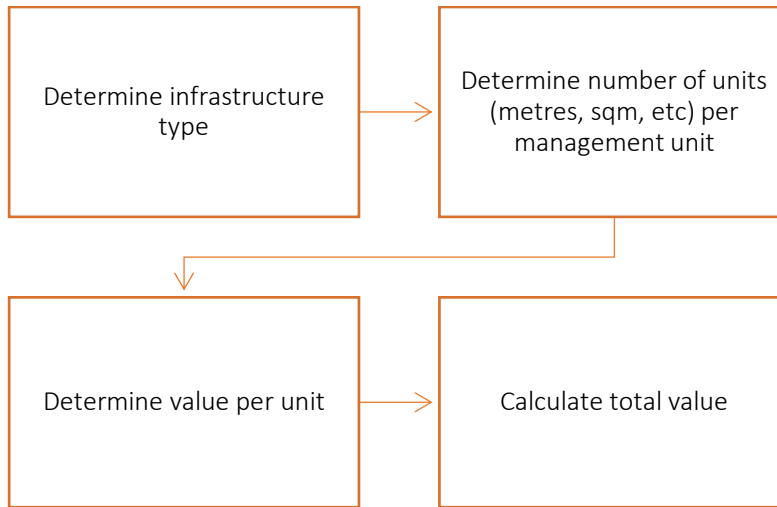 Determine infrastructure
type
Determine number of units
(metres, sqm, etc) per
management unit
Determine value per unit
Calculate total value